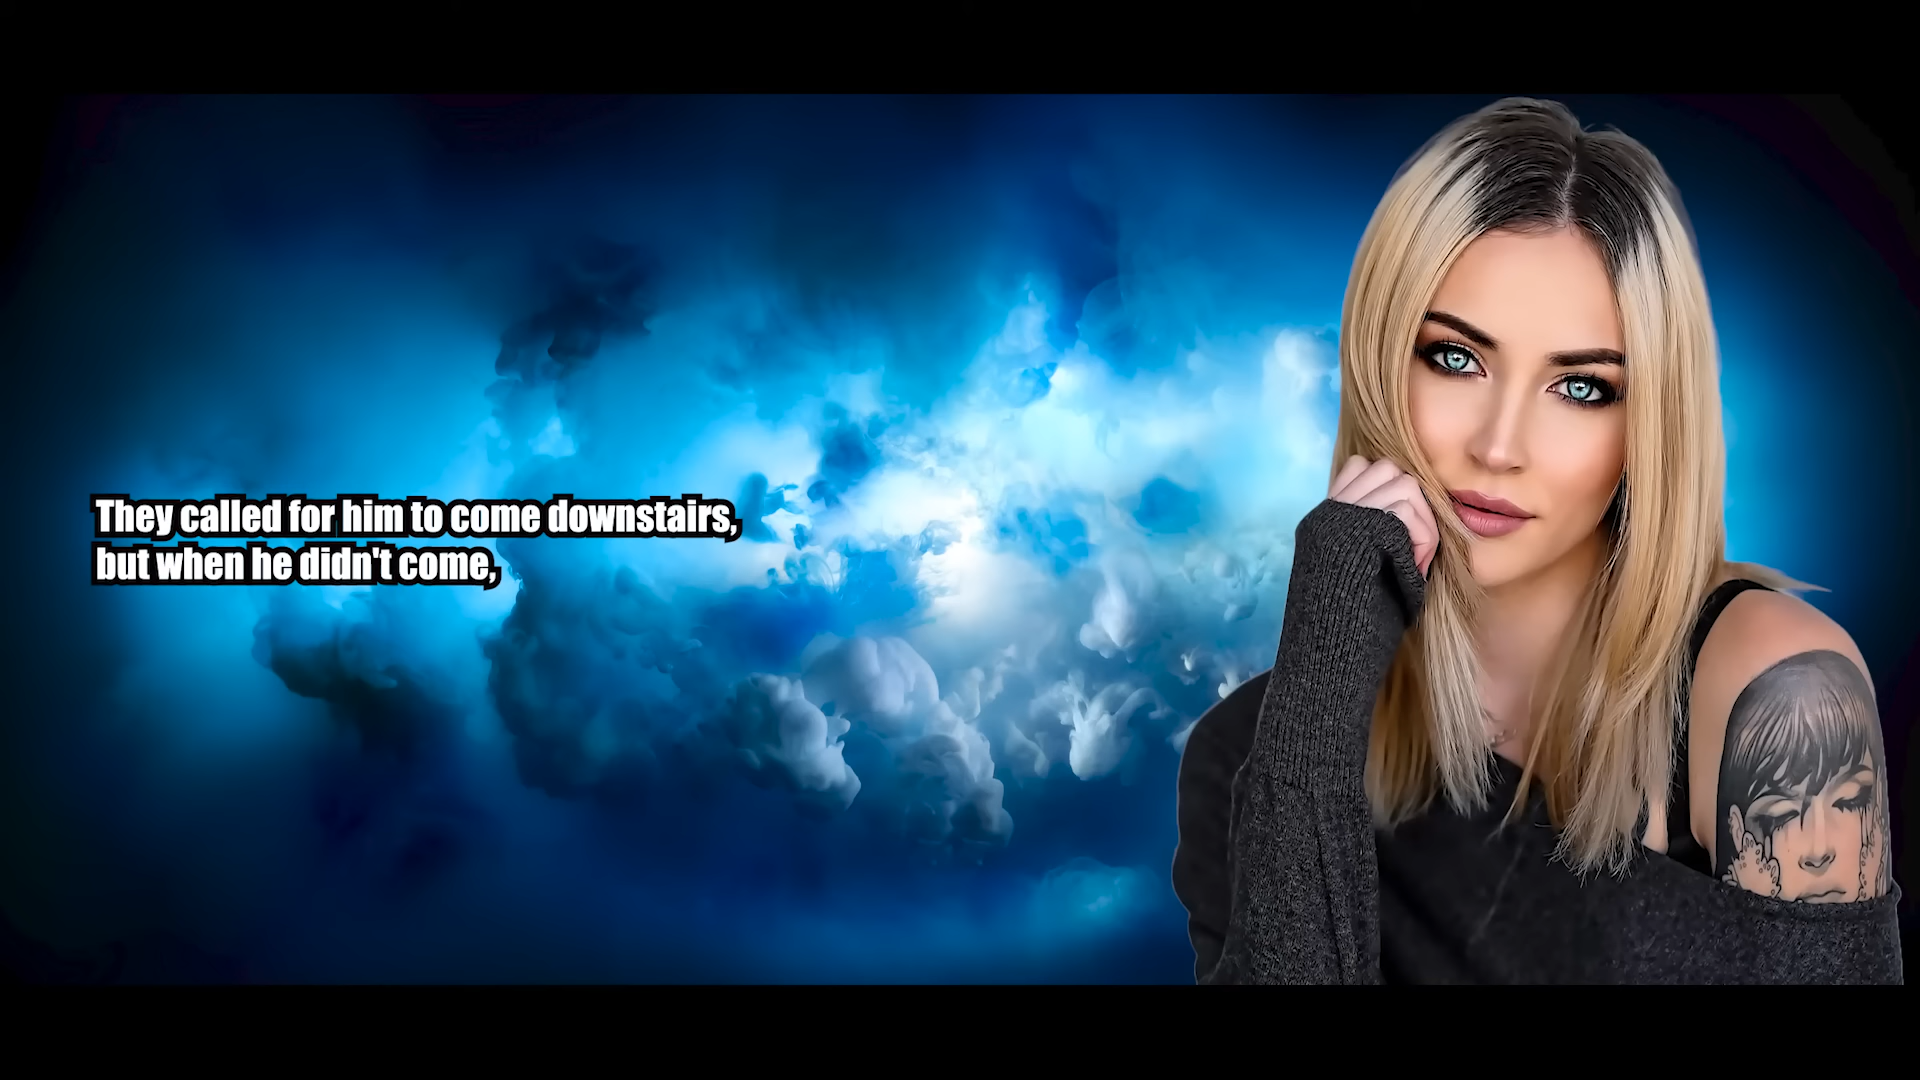 They called for him to come downstairs,
but when he didn't come,